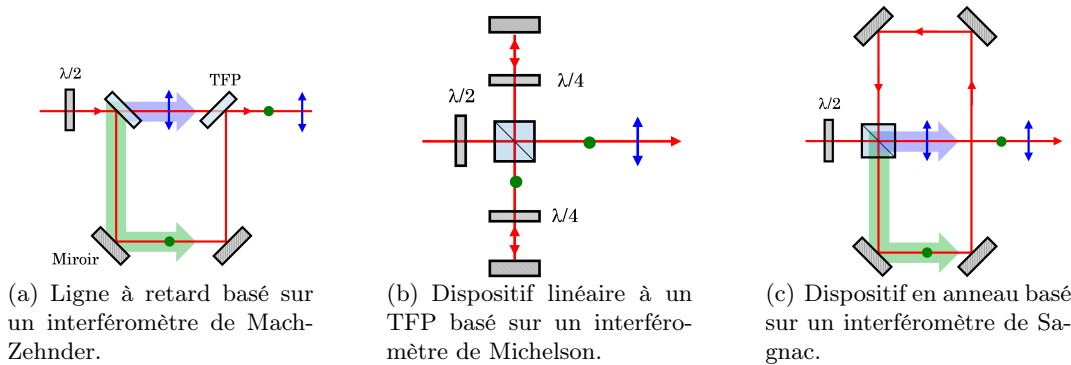 λ/2
TFP
Miroir
λ/4
λ/2
λ/4
λ/2
(a) Ligne à retard basé sur
un interféromètre de Mach-
Zehnder.
(b) Dispositif linéaire à un
TFP basé sur un interféro-
mètre de Michelson.
(c) Dispositif en anneau basé
sur un interféromètre de Sa-
gnac.